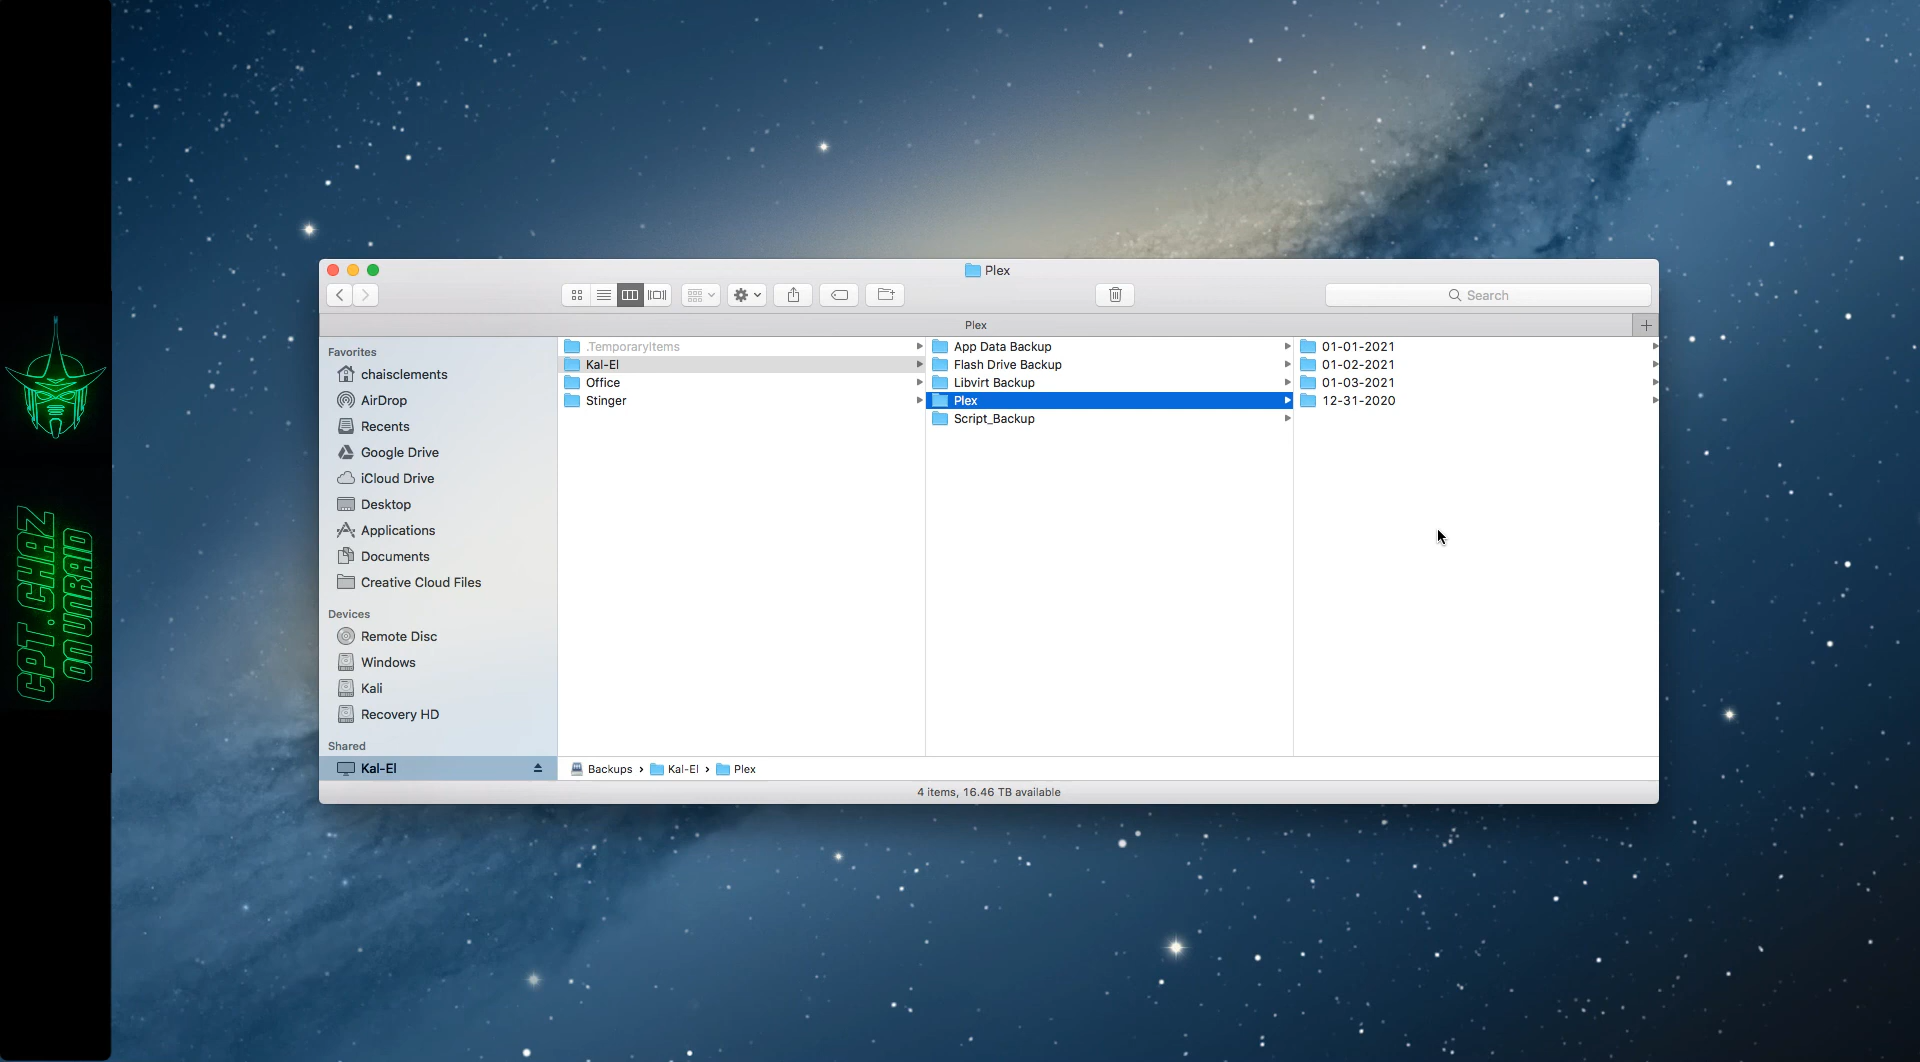 CPT. CHAZ
ON UNRAID
Plex
Search
Plex
Favorites
chaisclements
AirDrop
Recents
Google Drive
iCloud Drive
Desktop
Applications
Documents
Creative Cloud Files
Devices
Remote Disc
Windows
Kali
Recovery HD
Shared
Kal-El
.TemporaryItems
Kal-El
Office
Stinger
App Data Backup
Flash Drive Backup
Libvirt Backup
Plex
Script_Backup
01-01-2021
01-02-2021
01-03-2021
12-31-2020
Backups › Kal-El › Plex
4 items, 16.46 TB available